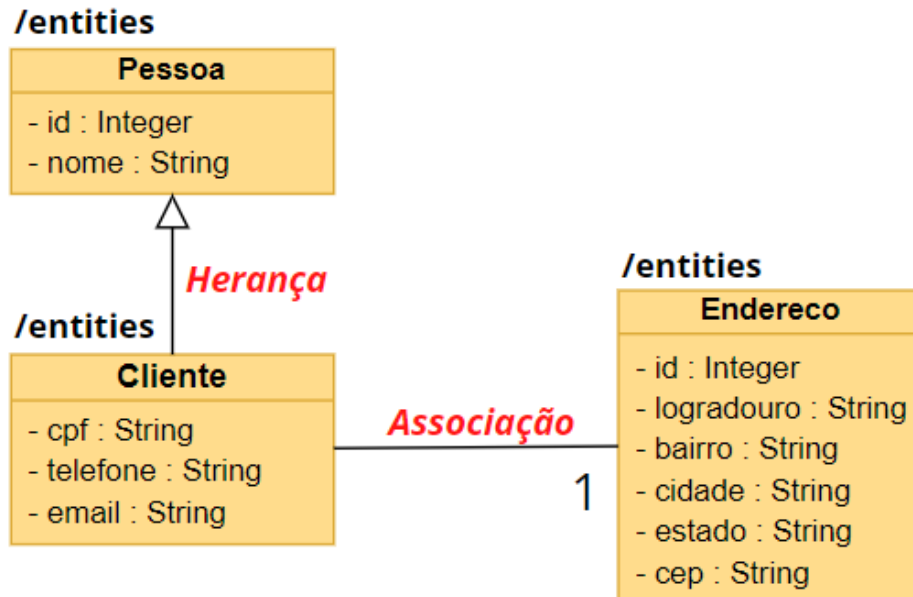 /entities
Pessoa
- id : Integer
- nome : String
Herança
/entities
Cliente
- cpf : String
- telefone : String
- email : String
Associação
1
/entities
Endereco
- id : Integer
- logradouro : String
- bairro : String
- cidade : String
- estado : String
- cep : String